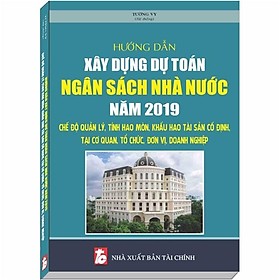 TƯỜNG VY
HƯỚNG DẪN
XÂY DỰNG DỰ TOÁN
NGÂN SÁCH NHÀ NƯỚC
NĂM 2019
CHẾ ĐỘ QUẢN LÝ, TÍNH HAO MÒN, KHẤU HAO TÀI SẢN CỐ ĐỊNH,
TẠI CƠ QUAN, TỔ CHỨC, ĐƠN VỊ, DOANH NGHIỆP
NHÀ XUẤT BẢN TÀI CHÍNH